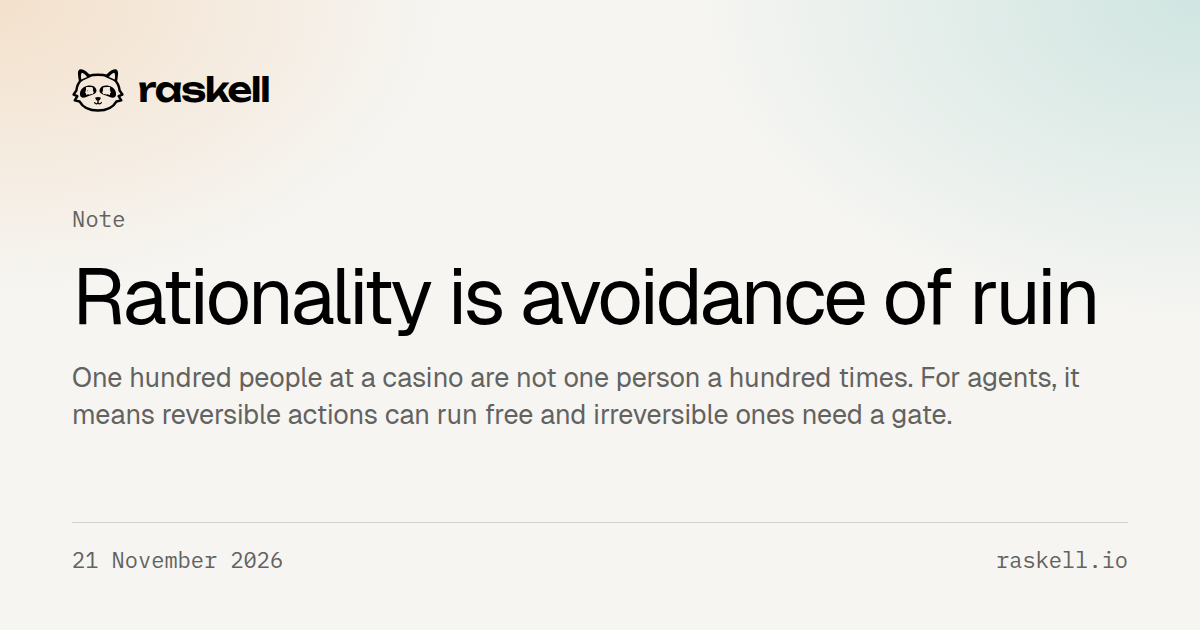 raskell
Note
Rationality is avoidance of ruin
One hundred people at a casino are not one person a hundred times. For agents, it
means reversible actions can run free and irreversible ones need a gate.
21 November 2026
raskell.io